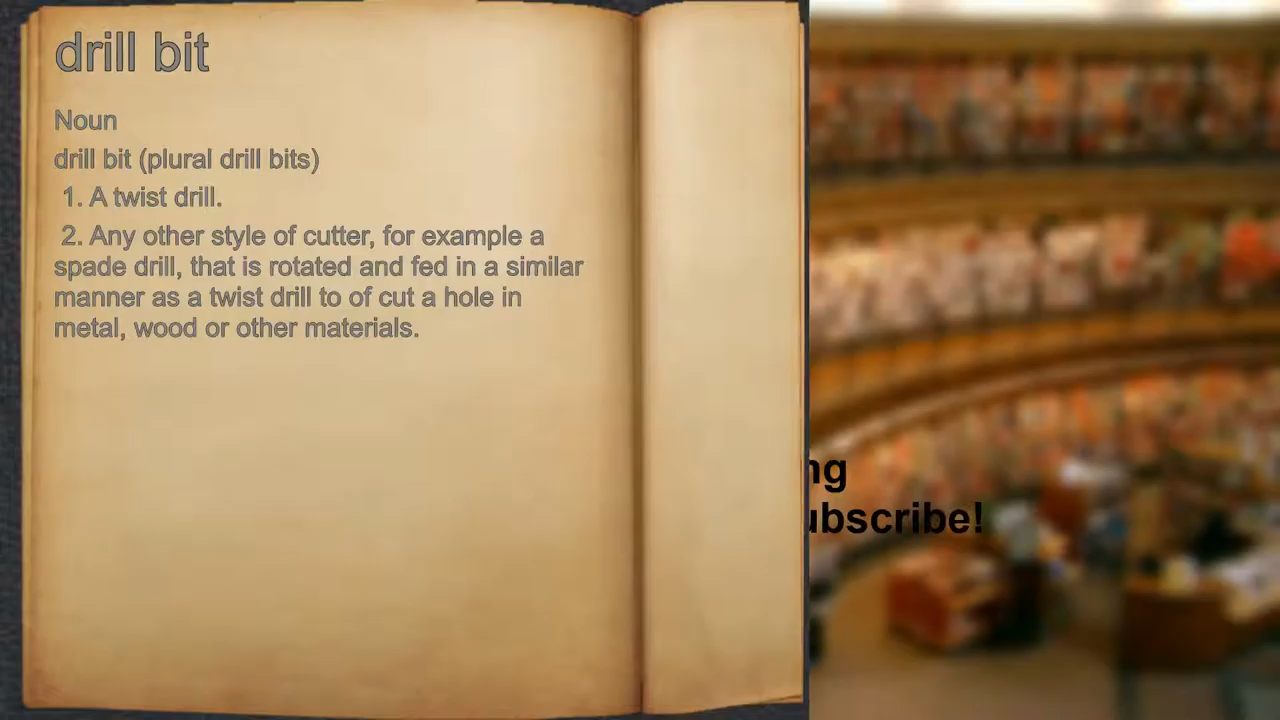 drill bit
Noun
drill bit (plural drill bits)
1. A twist drill.
2. Any other style of cutter, for example a
spade drill, that is rotated and fed in a similar
manner as a twist drill to of cut a hole in
metal, wood or other materials.
ng
ubscribe!